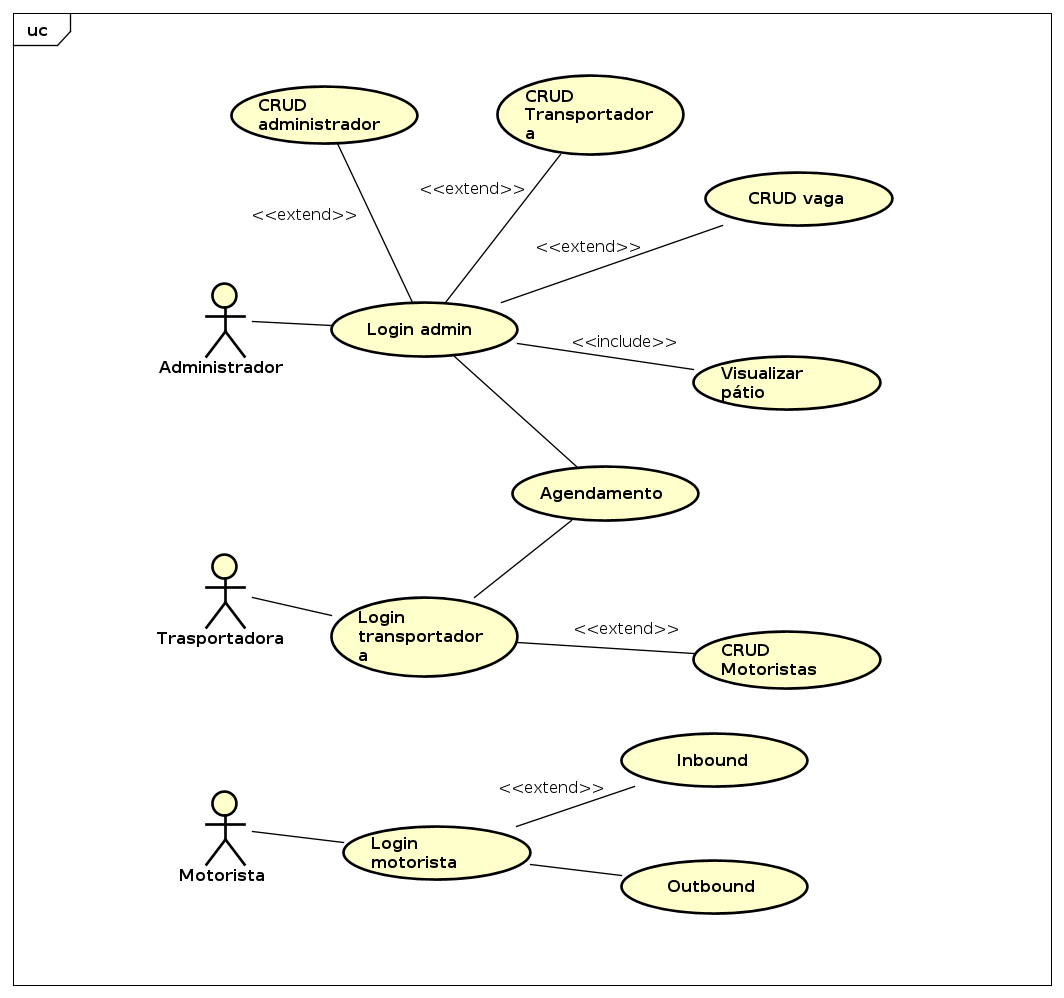 uc
CRUD
administrador
CRUD
Transportador
a
<<extend>>
<<extend>>
CRUD vaga
<<extend>>
Login admin
<<include>>
Administrador
Visualizar
pátio
Agendamento
Trasportadora
Login
transportador
a
<<extend>>
CRUD
Motoristas
Inbound
<<extend>>
Motorista
Login
motorista
Outbound